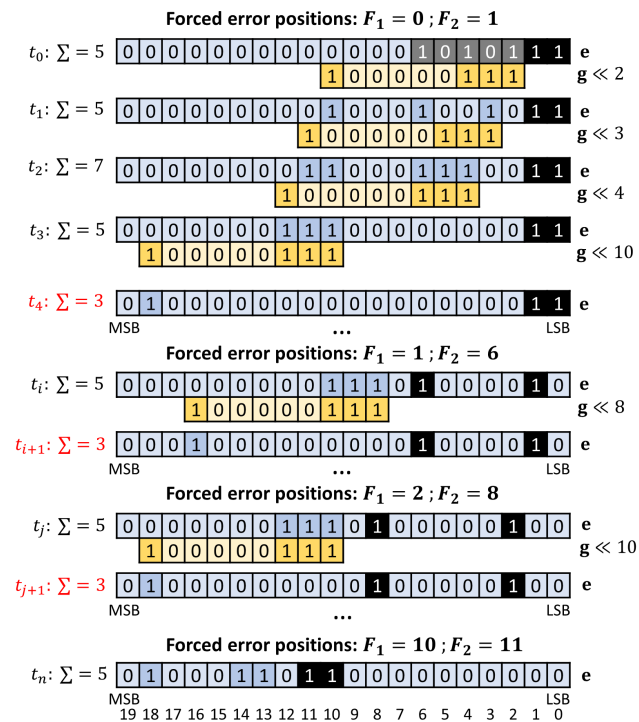 Forced error positions: F₁ = 0 ; F₂ = 1
t₀: ∑ = 5 0 0 0 0 0 0 0 0 0 0 0 0 0 1 0 1 0 1 1 1 e
1 0 0 0 0 0 1 1 1 g ≪ 2
t₁: ∑ = 5 0 0 0 0 0 0 0 0 0 1 0 0 0 1 0 0 1 0 1 1 e
1 0 0 0 0 0 1 1 1 g ≪ 3
t₂: ∑ = 7 0 0 0 0 0 0 0 0 1 1 0 0 0 1 1 1 0 0 1 1 e
1 0 0 0 0 0 1 1 1 g ≪ 4
t₃: ∑ = 5 0 0 0 0 0 0 0 1 1 1 0 0 0 0 0 0 0 0 1 1 e
1 0 0 0 0 0 1 1 1 g ≪ 10
t₄: ∑ = 3 0 1 0 0 0 0 0 0 0 0 0 0 0 0 0 0 0 0 1 1 e
MSB ... LSB
Forced error positions: F₁ = 1 ; F₂ = 6
tᵢ: ∑ = 5 0 0 0 0 0 0 0 0 0 1 1 1 0 1 0 0 0 0 1 0 e
1 0 0 0 0 0 1 1 1 g ≪ 8
tᵢ₊₁: ∑ = 3 0 0 0 1 0 0 0 0 0 0 0 0 0 1 0 0 0 0 1 0 e
MSB ... LSB
Forced error positions: F₁ = 2 ; F₂ = 8
tⱼ: ∑ = 5 0 0 0 0 0 0 0 1 1 1 0 1 0 0 0 0 0 1 0 0 e
1 0 0 0 0 0 1 1 1 g ≪ 10
tⱼ₊₁: ∑ = 3 0 1 0 0 0 0 0 0 0 0 0 1 0 0 0 0 0 1 0 0 e
MSB ... LSB
Forced error positions: F₁ = 10 ; F₂ = 11
tₙ: ∑ = 5 0 1 0 0 0 1 1 0 1 1 0 0 0 0 0 0 0 0 0 0 e
MSB LSB
19 18 17 16 15 14 13 12 11 10 9 8 7 6 5 4 3 2 1 0